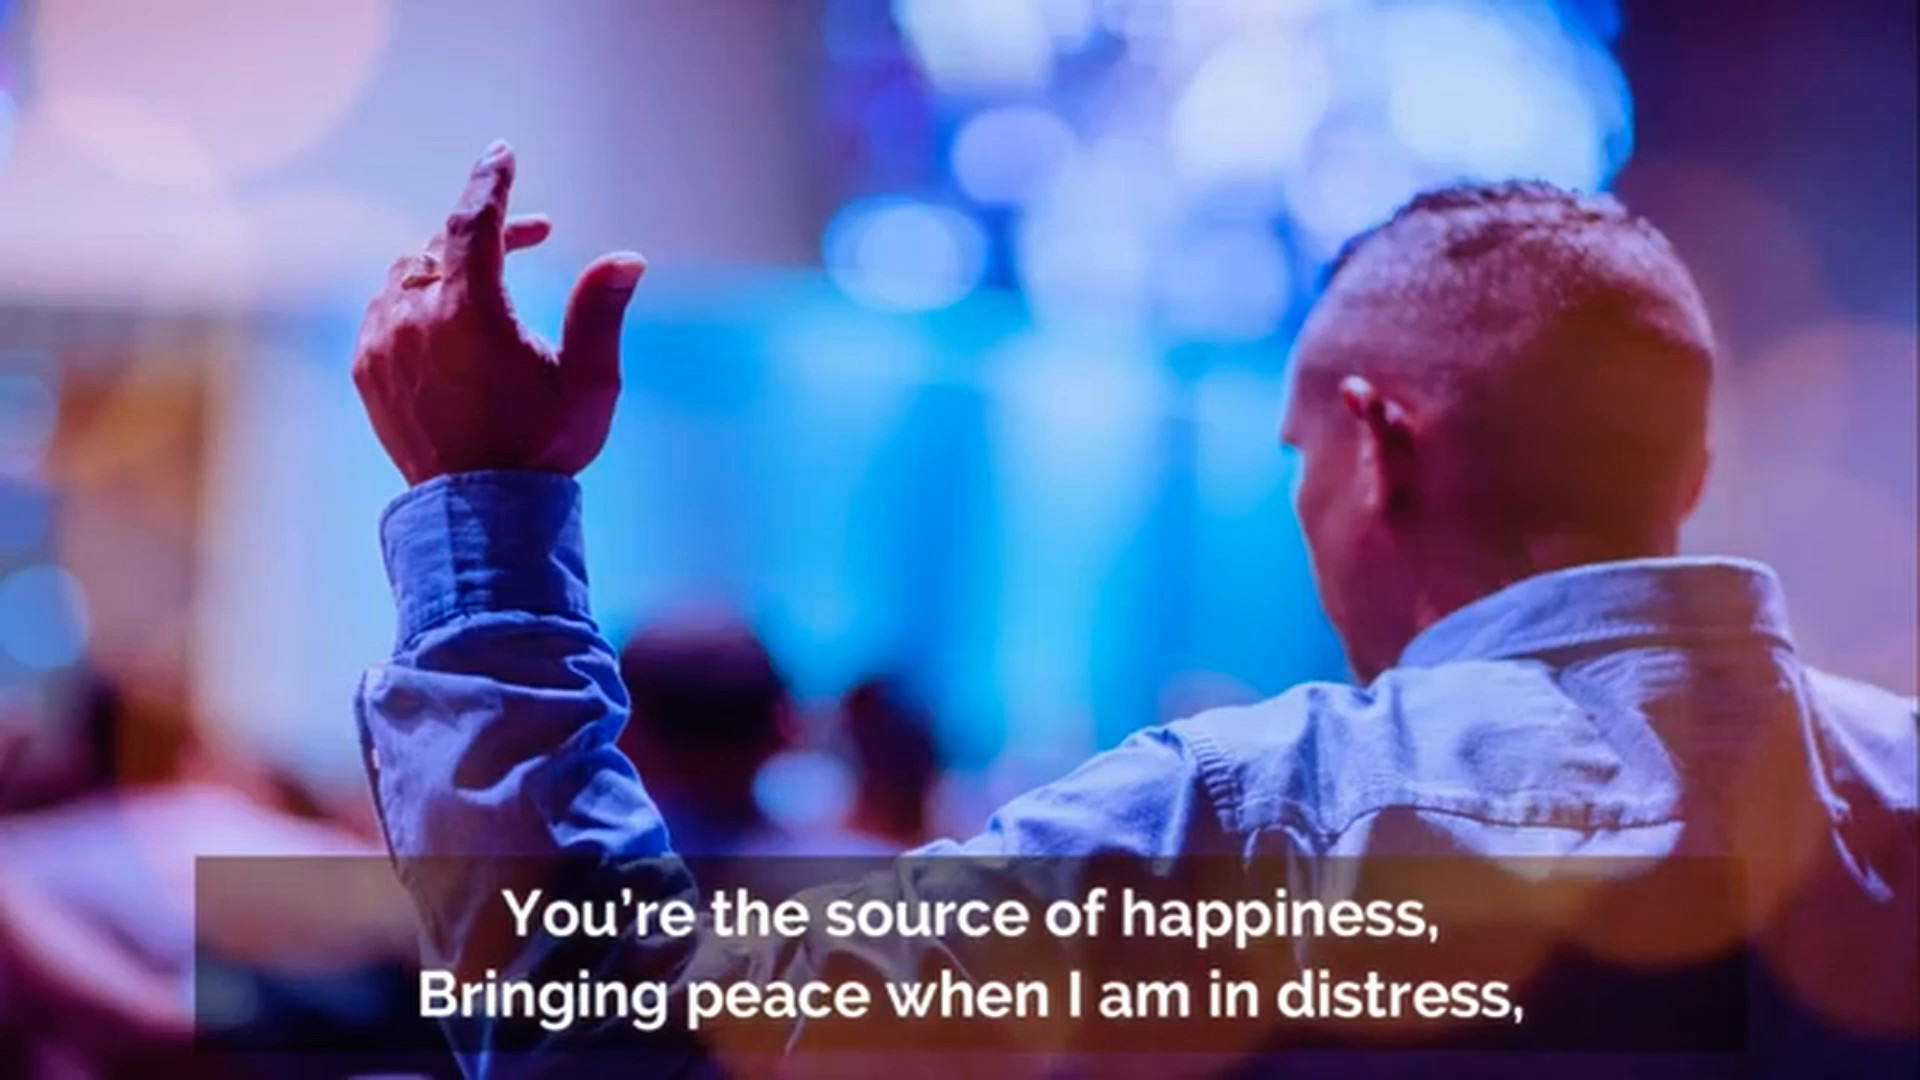 You’re the source of happiness,
Bringing peace when I am in distress,